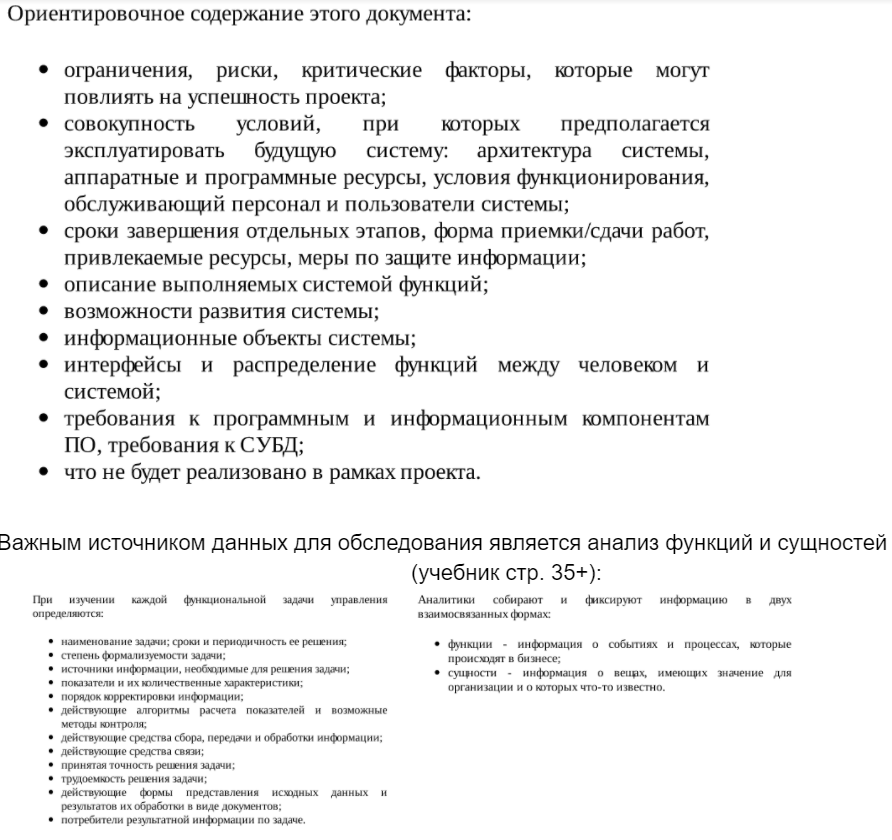 Ориентировочное содержание этого документа:
• ограничения, риски, критические факторы, которые могут
повлиять на успешность проекта;
• совокупность условий, при которых предполагается
эксплуатировать будущую систему: архитектура системы,
аппаратные и программные ресурсы, условия функционирования,
обслуживающий персонал и пользователи системы;
• сроки завершения отдельных этапов, форма приемки/сдачи работ,
привлекаемые ресурсы, меры по защите информации;
• описание выполняемых системой функций;
• возможности развития системы;
• информационные объекты системы;
• интерфейсы и распределение функций между человеком и
системой;
• требования к программным и информационным компонентам
ПО, требования к СУБД;
• что не будет реализовано в рамках проекта.
Важным источником данных для обследования является анализ функций и сущностей
(учебник стр. 35+):
При изучении каждой функциональной задачи управления
определяются:
• наименование задачи; сроки и периодичность ее решения;
• степень формализуемости задачи;
• источники информации, необходимые для решения задачи;
• показатели и их количественные характеристики;
• порядок корректировки информации;
• действующие алгоритмы расчета показателей и возможные
методы контроля;
• действующие средства сбора, передачи и обработки информации;
• действующие средства связи;
• принятая точность решения задачи;
• трудоемкость решения задачи;
• действующие формы представления исходных данных и
результатов их обработки в виде документов;
• потребители результатной информации по задаче.
Аналитики собирают и фиксируют информацию в двух
взаимосвязанных формах:
• функции - информация о событиях и процессах, которые
происходят в бизнесе;
• сущности - информация о вещах, имеющих значение для
организации и о которых что-то известно.